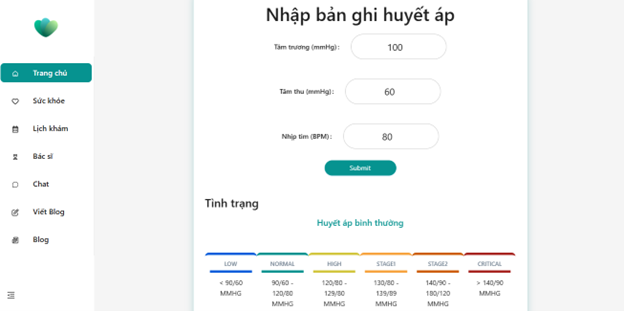 Nhập bản ghi huyết áp
Tâm trương (mmHg):
100
Tâm thu (mmHg):
60
Nhịp tim (BPM):
80
Submit
Trang chủ
Sức khỏe
Lịch khám
Bác sĩ
Chat
Viết Blog
Blog
Tình trạng
Huyết áp bình thường
LOW NORMAL HIGH STAGE1 STAGE2 CRITICAL
< 90/60 90/60 - 120/80 - 130/80 - 140/90 - > 140/90
MMHG 120/80 129/80 139/89 180/120 MMHG
MMHG MMHG MMHG MMHG